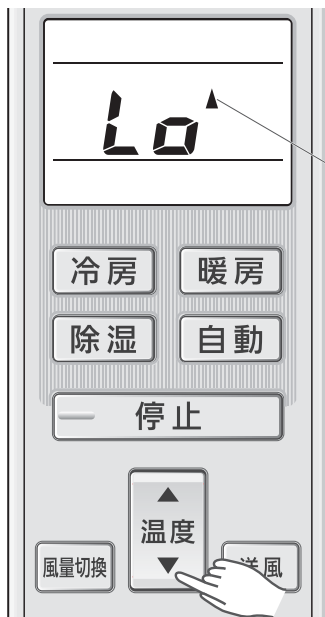 Lo
冷房 暖房
除湿 自動
停止
温度
風量切換 送風